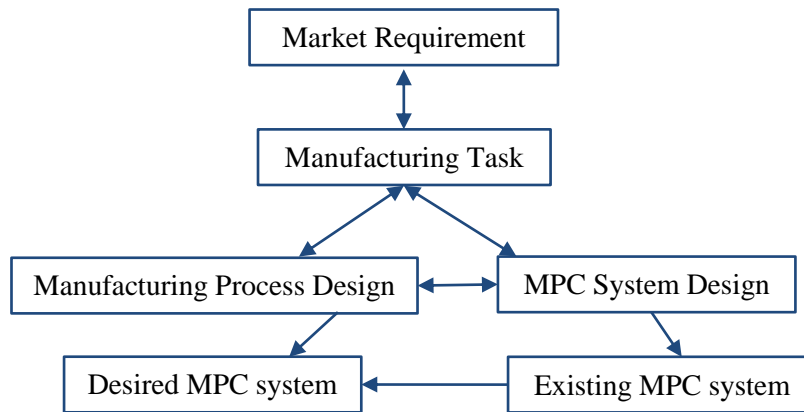 Market Requirement
Manufacturing Task
Manufacturing Process Design
MPC System Design
Desired MPC system
Existing MPC system